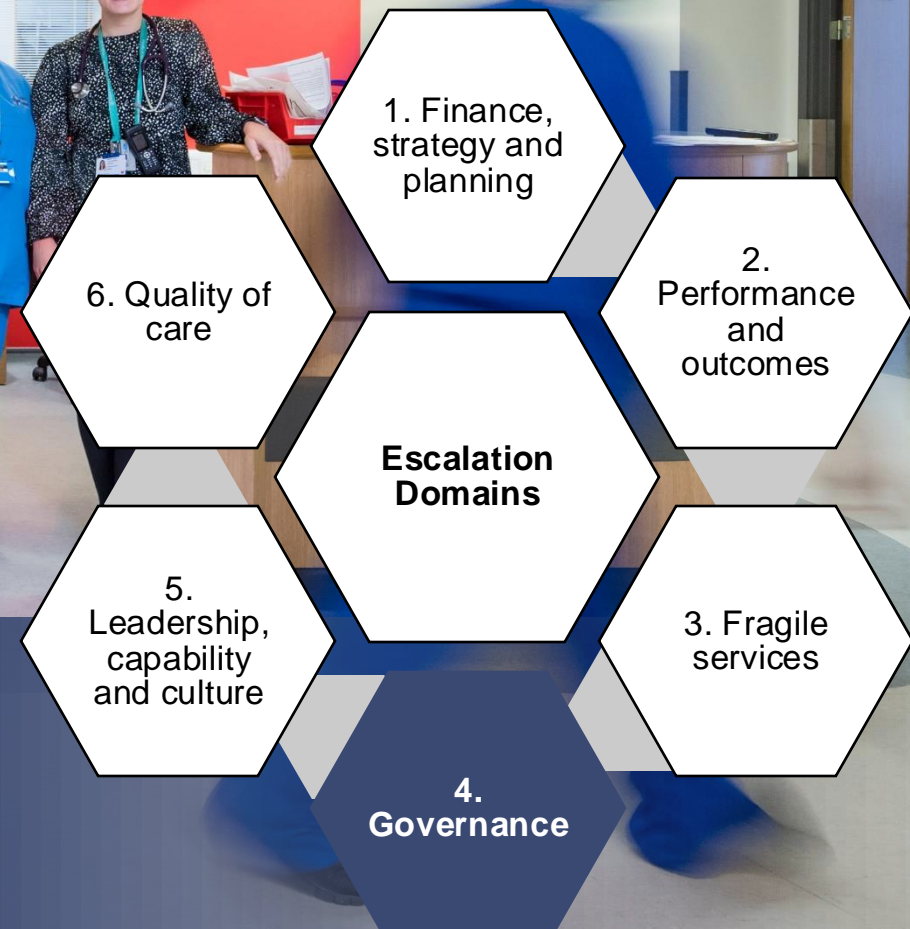 1. Finance,
strategy and
planning
2.
Performance
and
outcomes
3. Fragile
services
4.
Governance
5.
Leadership,
capability
and culture
6. Quality of
care
Escalation
Domains